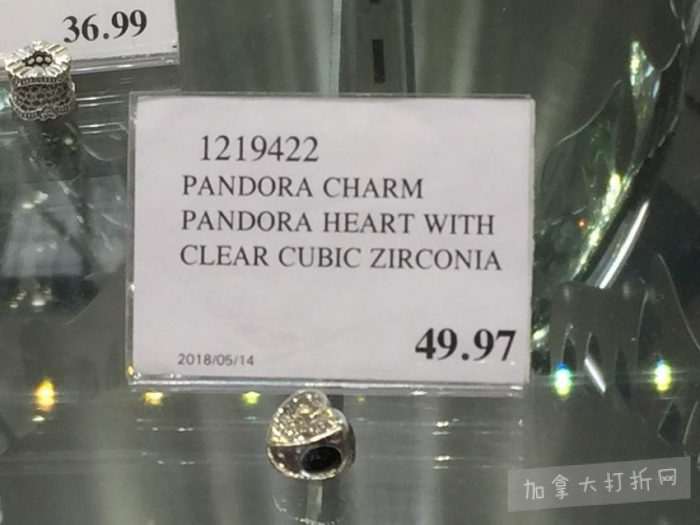 36.99
1219422
PANDORA CHARM
PANDORA HEART WITH
CLEAR CUBIC ZIRCONIA
2018/05/14
49.97
加拿大打折网